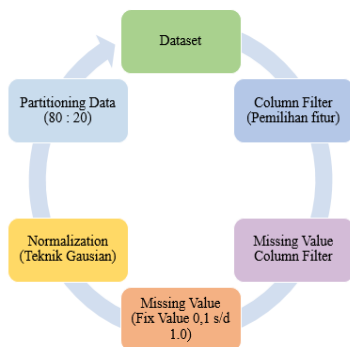 Dataset
Column Filter
(Pemilihan fitur)
Missing Value
Column Filter
Missing Value
(Fix Value 0,1 s/d
1.0)
Normalization
(Teknik Gausian)
Partitioning Data
(80 : 20)